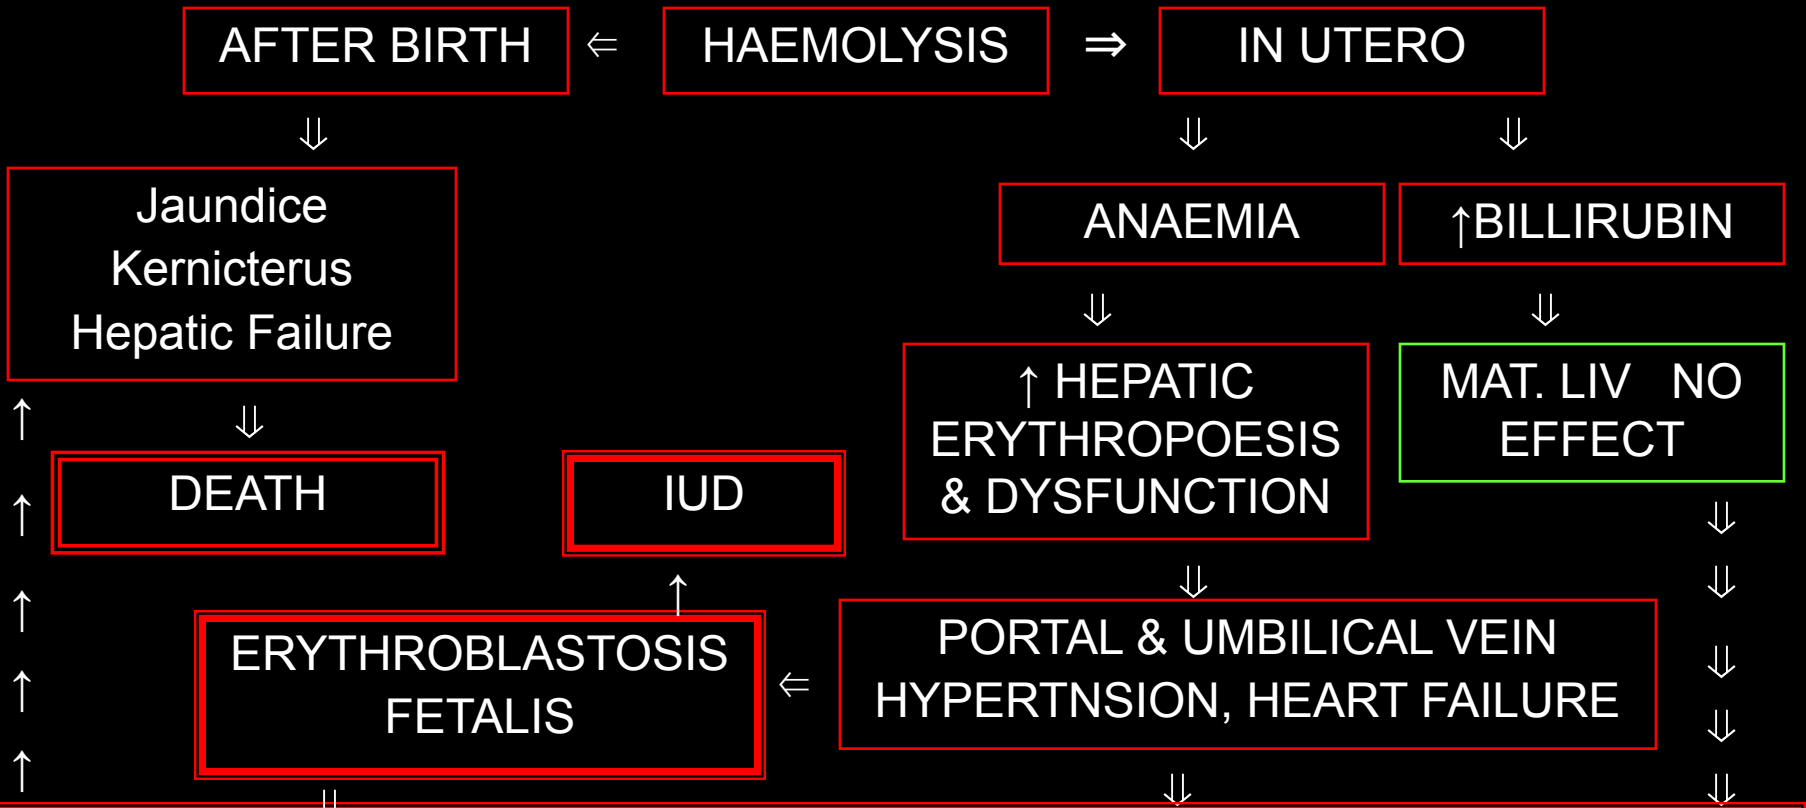 AFTER BIRTH ⇐ HAEMOLYSIS ⇒ IN UTERO
⇓ ⇓ ⇓
Jaundice
Kernicterus
Hepatic Failure
ANAEMIA
↑BILLIRUBIN
⇓ ⇓
↑ HEPATIC
ERYTHROPOESIS
& DYSFUNCTION
MAT. LIV NO
EFFECT
↑ ⇓
DEATH
IUD
↑ ⇓
↑ ↑ ⇓ ⇓
ERYTHROBLASTOSIS
FETALIS
⇐
PORTAL & UMBILICAL VEIN
HYPERTNSION, HEART FAILURE
↑ ⇓
⇓
↑ ⇓ ⇓ ⇓